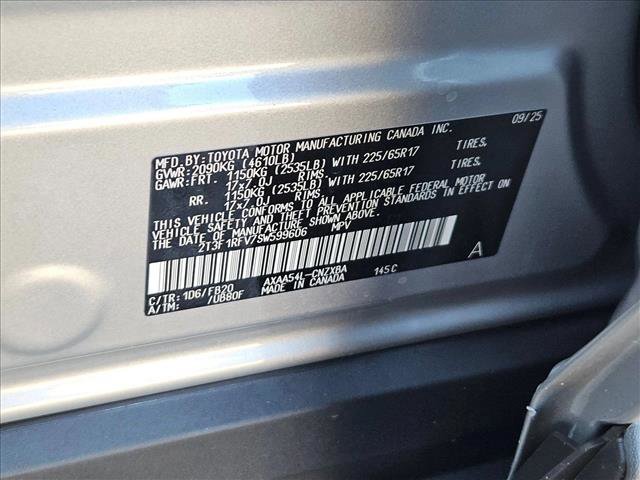 MFD.BY:TOYOTA MOTOR MANUFACTURING CANADA INC. 09/25
GVWR:2090KG (4610LB)
GAWR:FRT. 1150KG (2535LB) WITH 225/65R17 TIRES,
17x7.0J RIMS,
RR. 1150KG (2535LB) WITH 225/65R17 TIRES,
17x7.0J RIMS.
THIS VEHICLE CONFORMS TO ALL APPLICABLE FEDERAL MOTOR
VEHICLE SAFETY AND THEFT PREVENTION STANDARDS IN EFFECT ON
THE DATE OF MANUFACTURE SHOWN ABOVE.
2T3F1RFV7SW599606 MPV
A
C/TR:1D6/FB20 AXAA54L-CNZXBA 145C
A/TM: /UB80F MADE IN CANADA